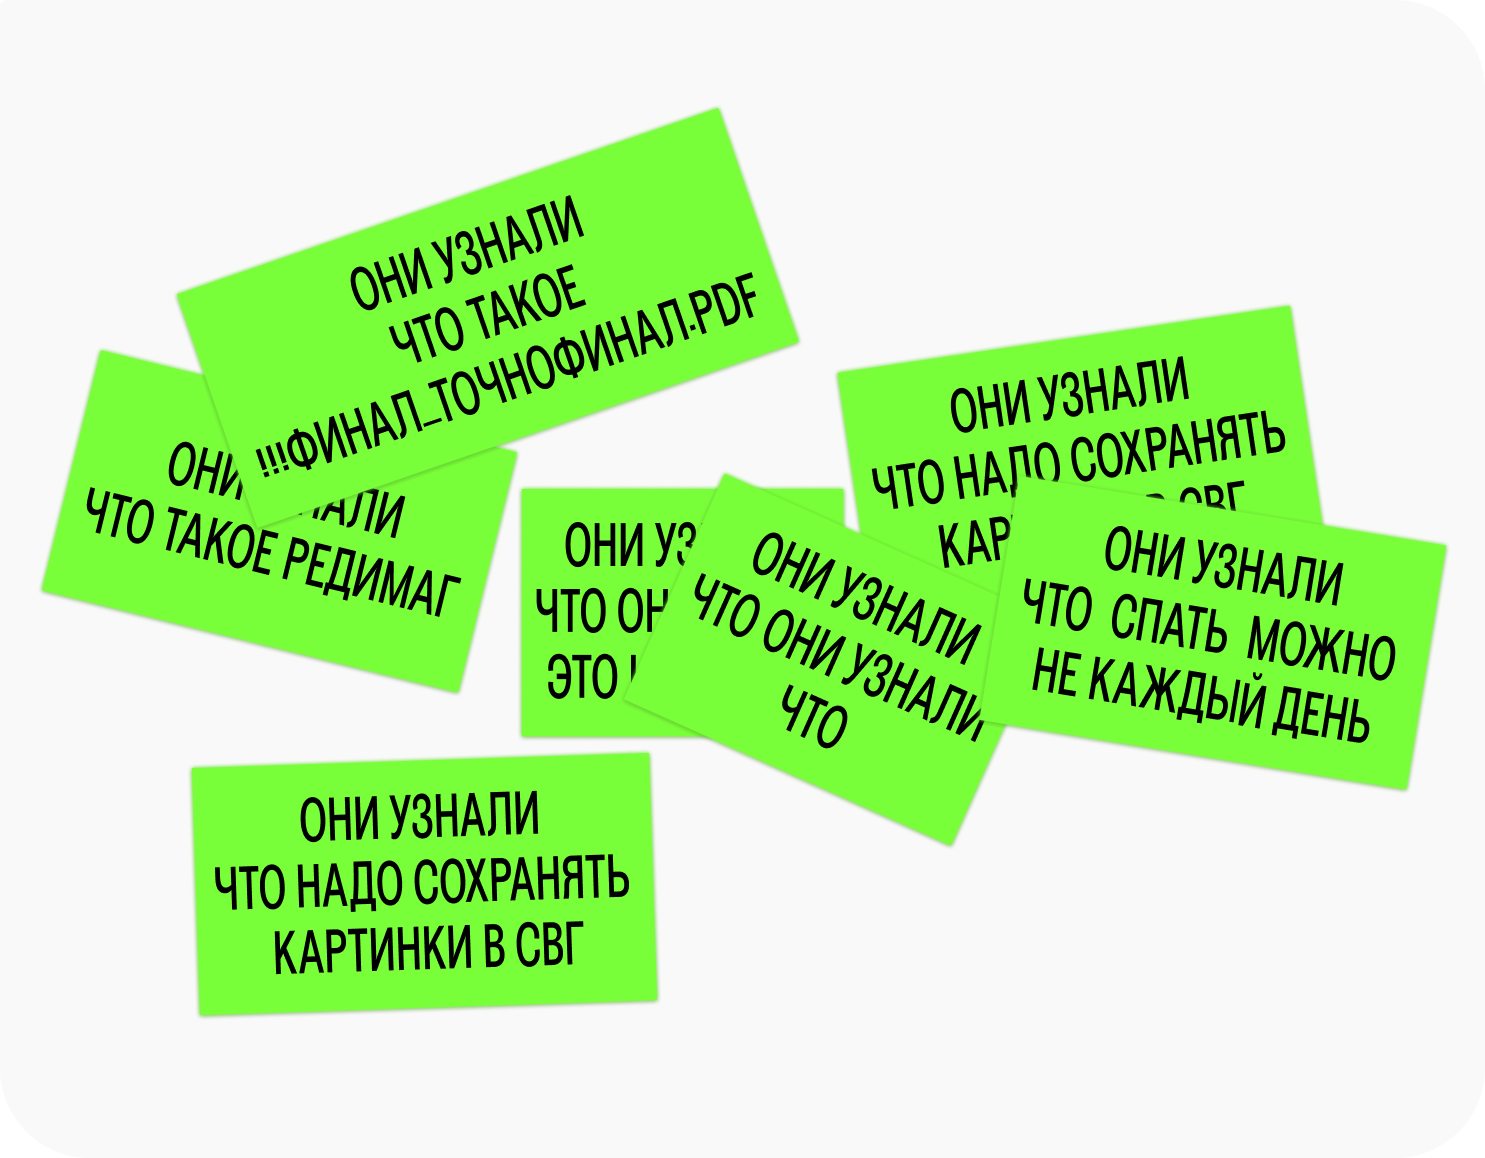 ОНИ УЗНАЛИ
ЧТО ТАКОЕ
!!!ФИНАЛ_ТОЧНОФИНАЛ.PDF
ОНИ
ЧТО ТАКОЕ РЕДИМАГ
ОНИ
ЧТО
ЭТО
ОНИ УЗНАЛИ
ЧТО ОНИ УЗНАЛИ
ЧТО
ОНИ УЗНАЛИ
ЧТО НАДО СОХРАНЯТЬ
СВГ
ОНИ УЗНАЛИ
ЧТО СПАТЬ МОЖНО
НЕ КАЖДЫЙ ДЕНЬ
ОНИ УЗНАЛИ
ЧТО НАДО СОХРАНЯТЬ
КАРТИНКИ В СВГ